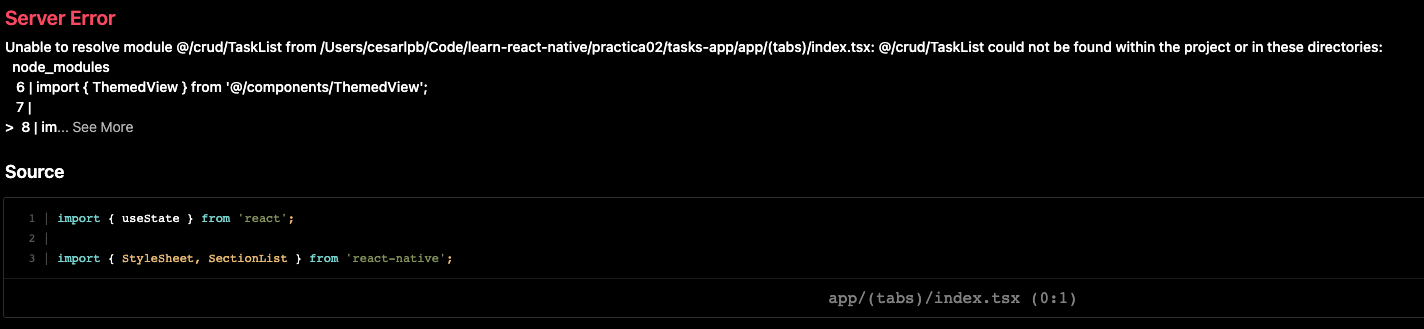 Server Error
Unable to resolve module @/crud/TaskList from /Users/cesarlpb/Code/learn-react-native/practica02/tasks-app/app/(tabs)/index.tsx: @/crud/TaskList could not be found within the project or in these directories:
node_modules
6 | import { ThemedView } from '@/components/ThemedView';
7 |
> 8 | im... See More
Source
1 | import { useState } from 'react';
2 |
3 | import { StyleSheet, SectionList } from 'react-native';
app/(tabs)/index.tsx (0:1)